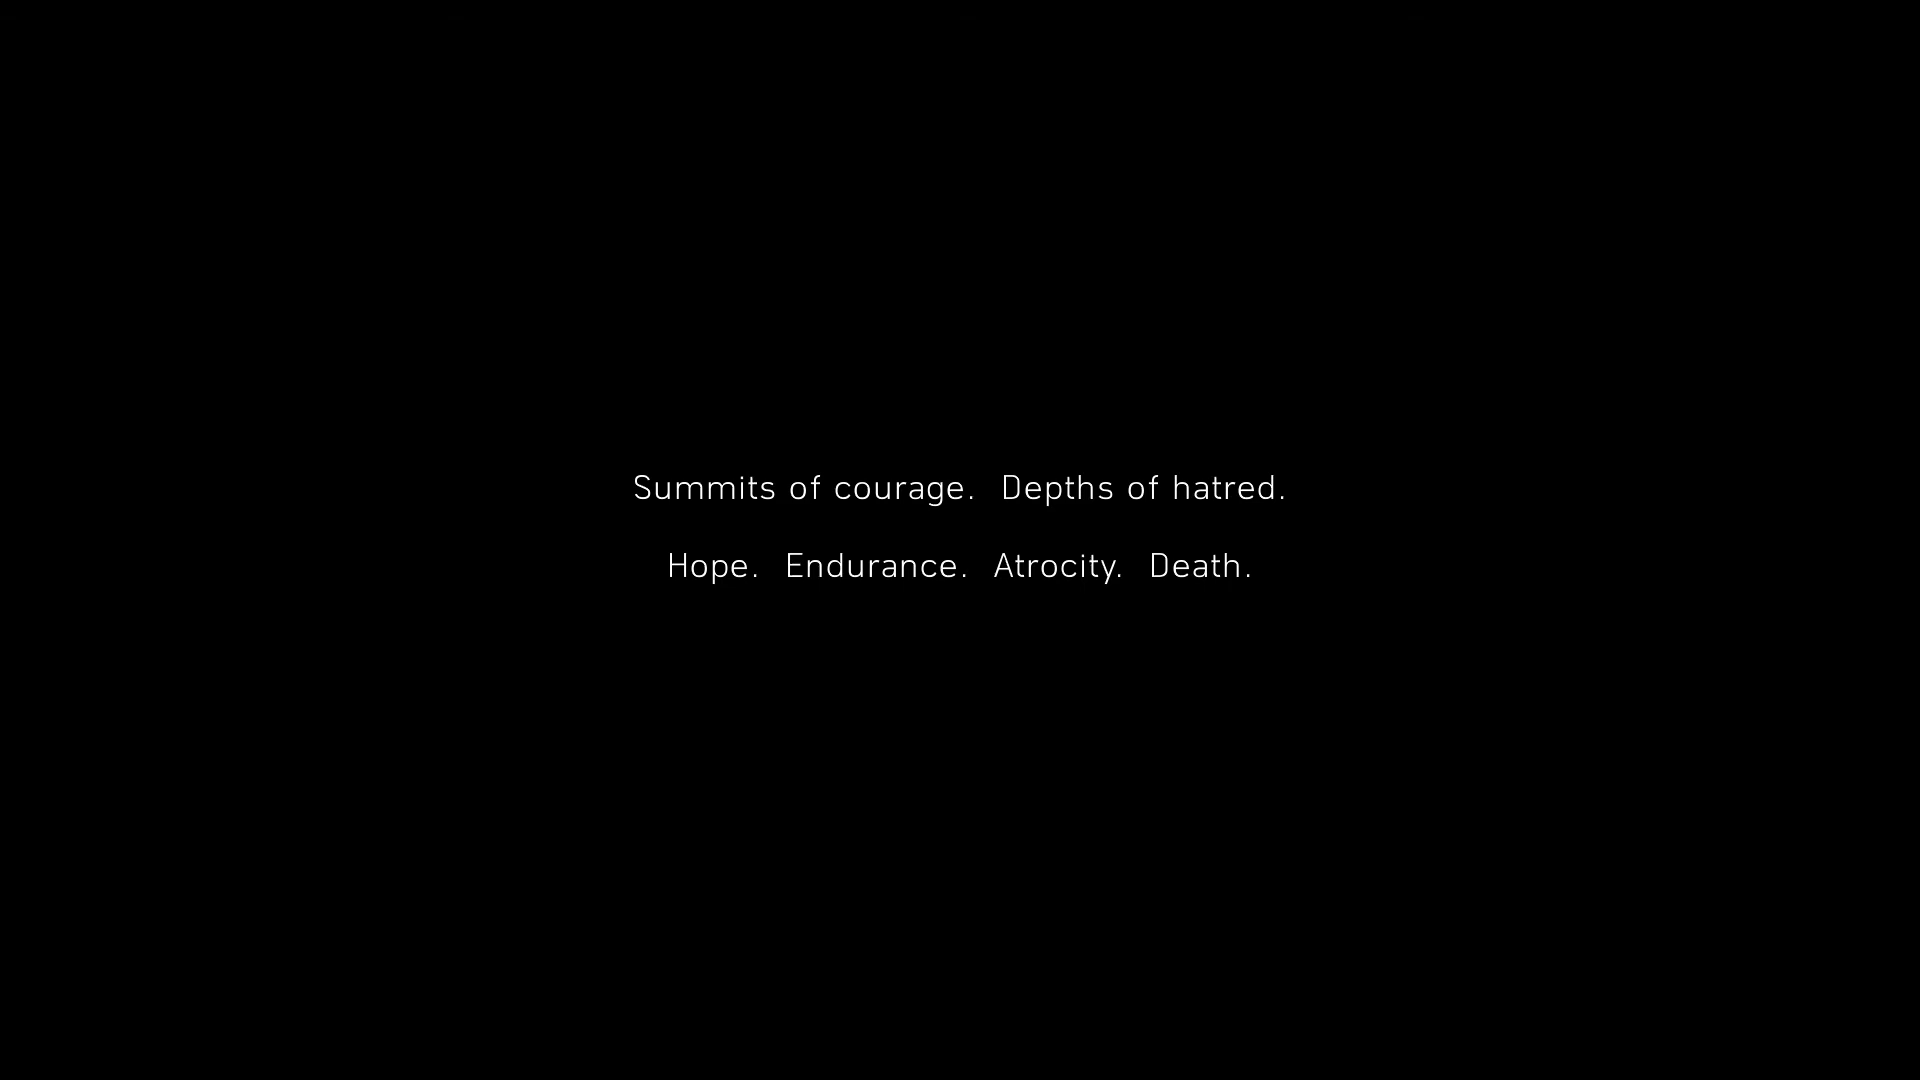 Summits of courage. Depths of hatred.
Hope. Endurance. Atrocity. Death.